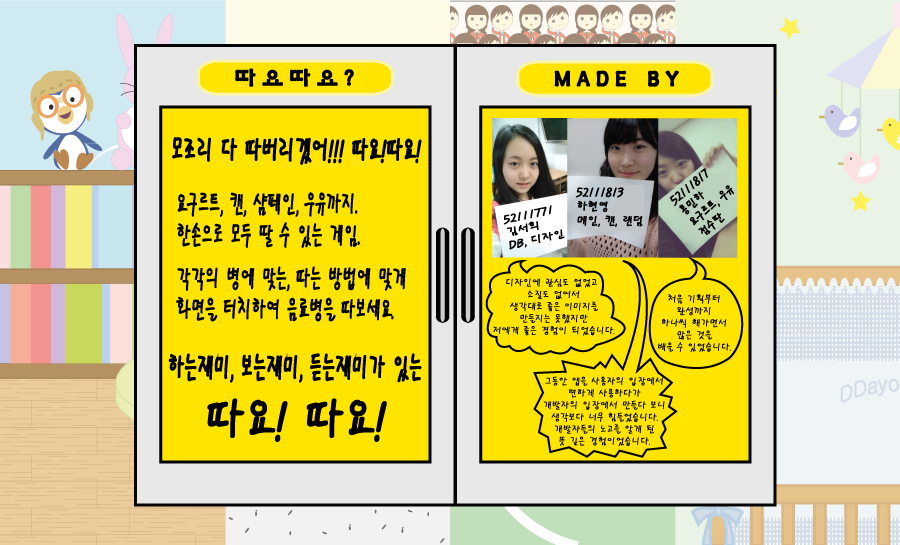 따요따요?
모조리 다 따버리겠어!!! 따요!따요!
요구르트, 캔, 샴페인, 우유까지.
한손으로 모두 딸 수 있는 게임.
각각의 병에 맞는, 따는 방법에 맞게
화면을 터치하여 음료병을 따보세요
하는재미, 보는재미, 듣는재미가 있는
따요! 따요!
MADE BY
52111771
김서희
DB, 디자인
52111813
하현영
메인, 캔, 랜덤
52111817
홍민하
요구르트, 우유
점수판
디자인에 관심도 없었고
소질도 없어서
생각대로 좋은 이미지를
만들지는 못했지만
저에게 좋은 경험이 되었습니다.
처음 기획부터
완성까지
하나씩 해가면서
많은 것을
배울 수 있었습니다.
그동안 앱을 사용자의 입장에서
편하게 사용하다가
개발자의 입장에서 만들다 보니
생각보다 너무 힘들었습니다.
개발자들의 노고를 알게 된
뜻 깊은 경험이었습니다.
DDayo